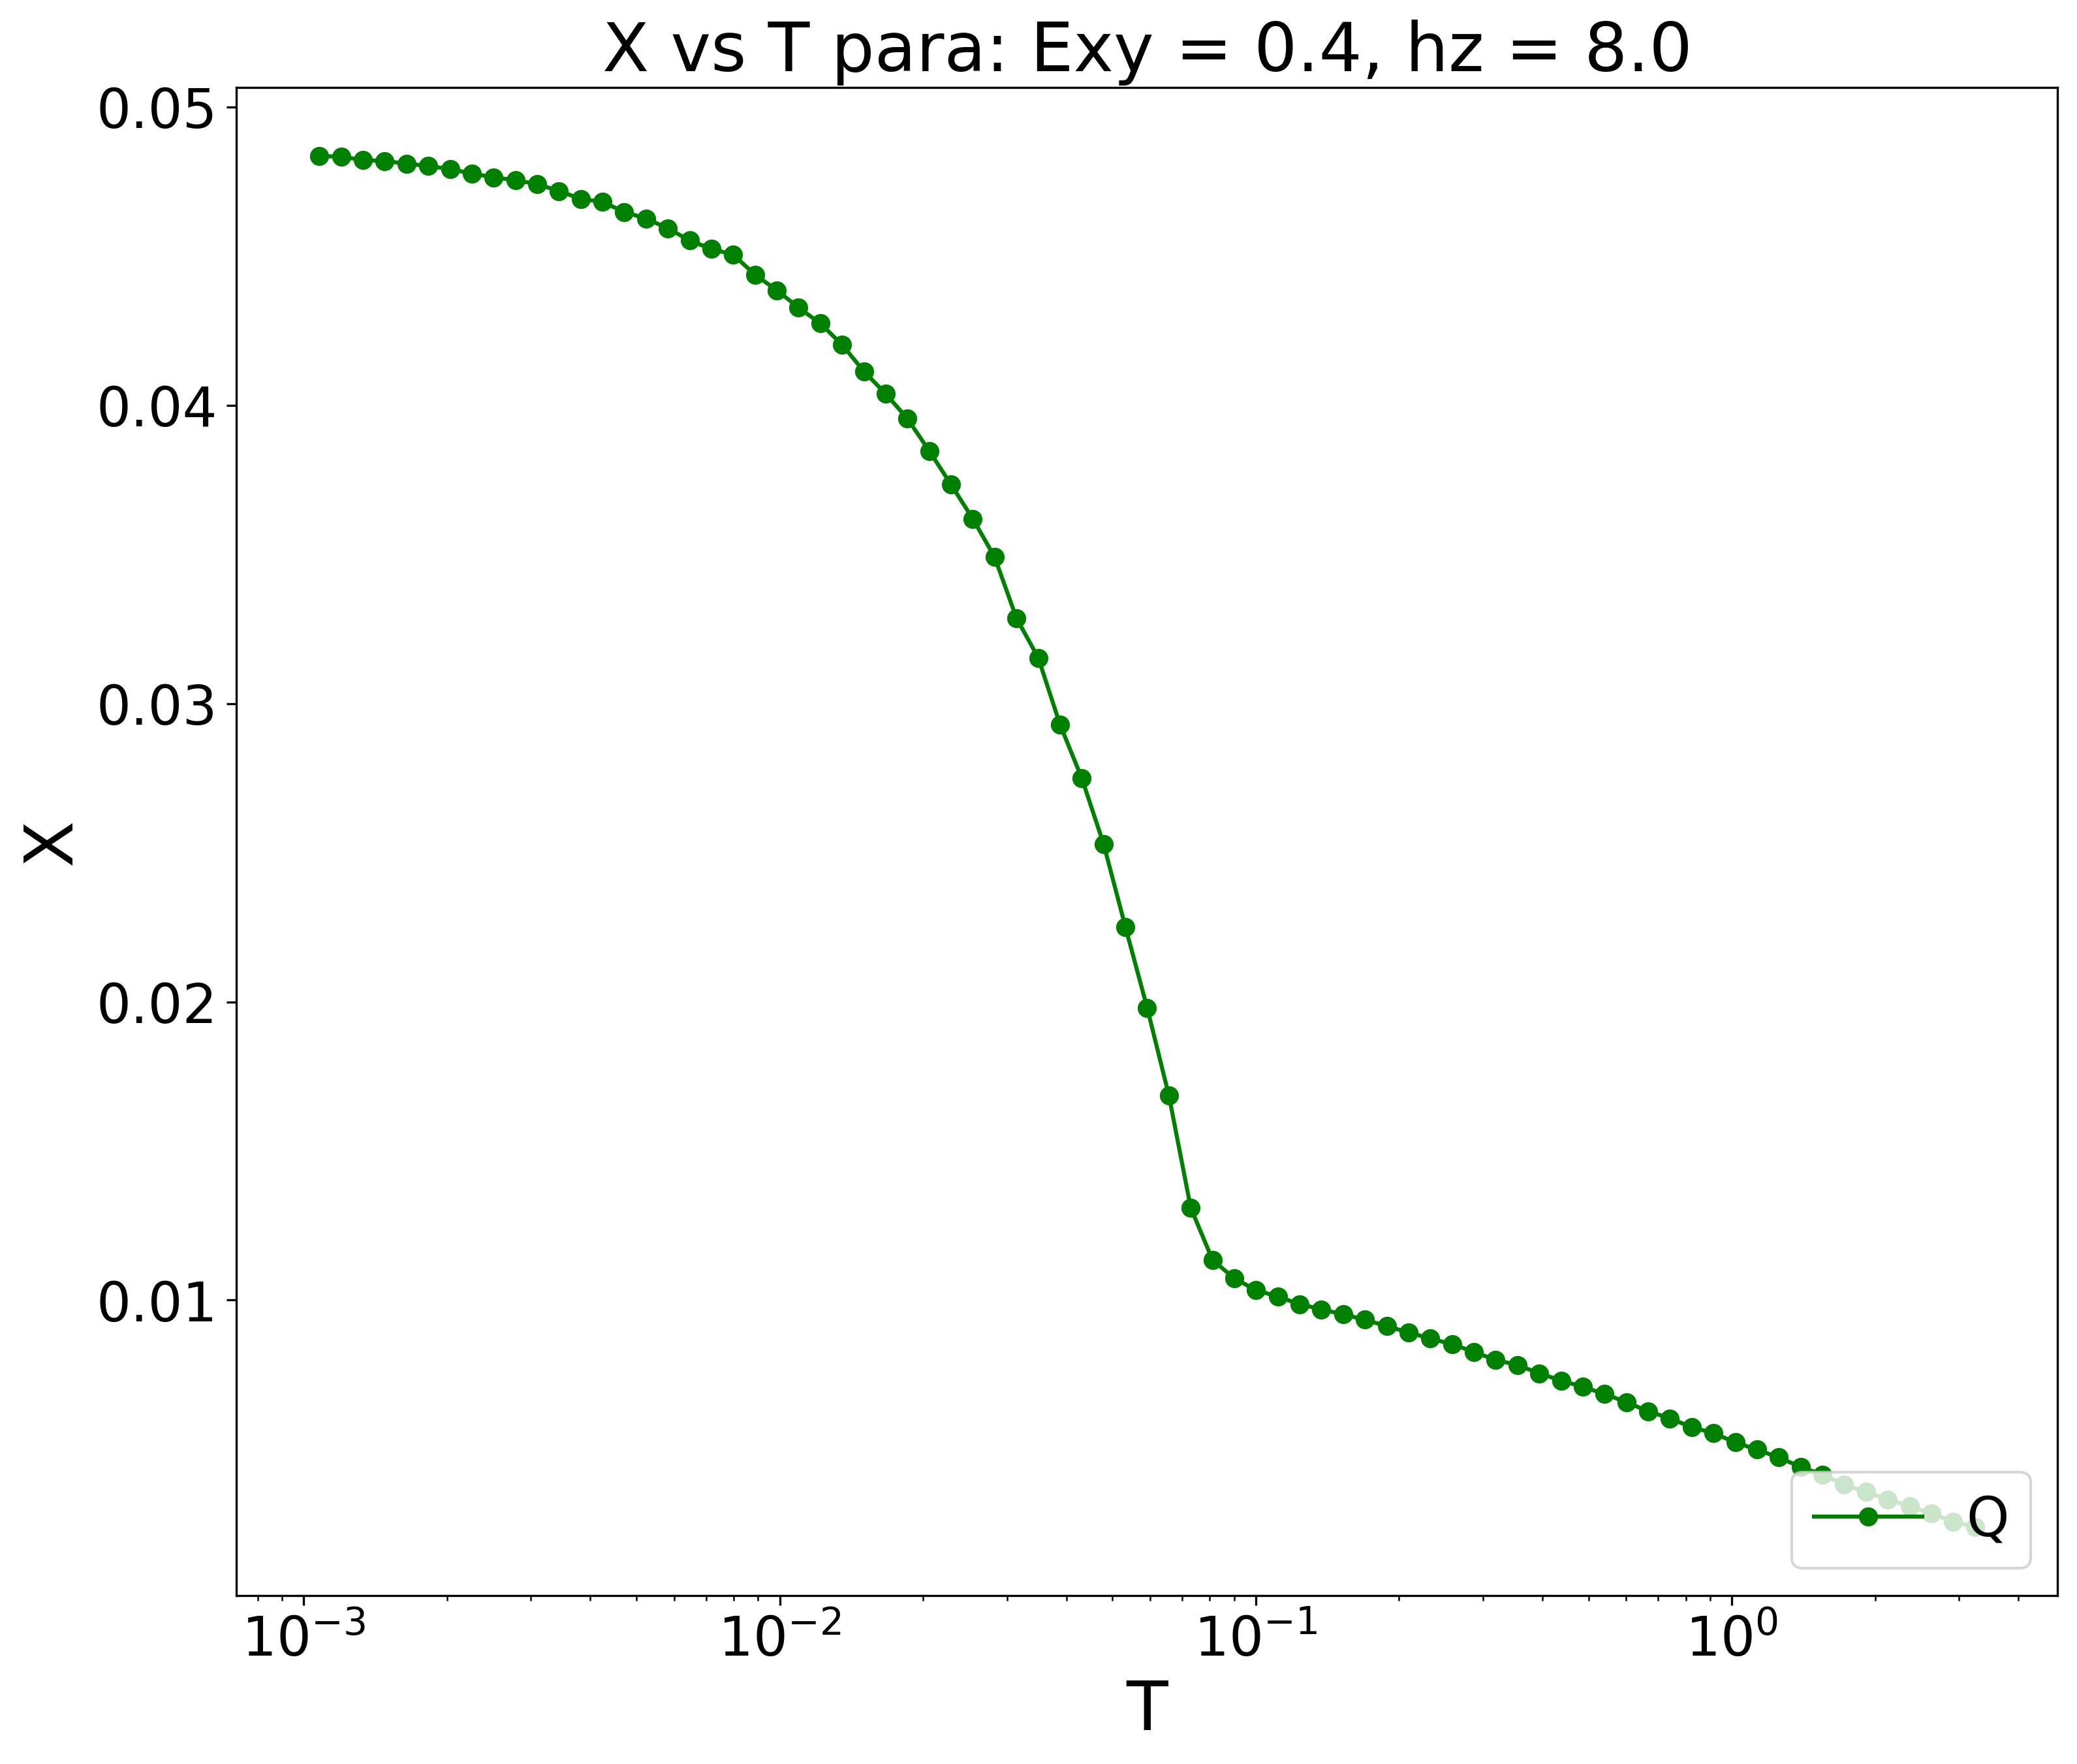 X vs T para: Exy = 0.4, hz = 8.0
0.05
0.04
0.03
0.02
0.01
X
10⁻³ 10⁻² 10⁻¹ 10⁰
T
Q